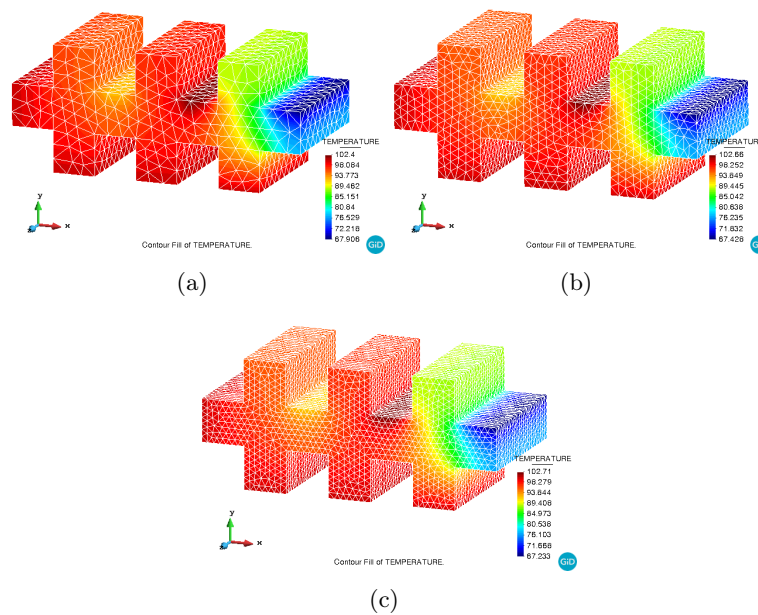 TEMPERATURE
102.4
98.084
93.773
89.462
85.151
80.84
76.529
72.218
67.906
y
x
z
Contour Fill of TEMPERATURE.
GiD
(a)
TEMPERATURE
102.66
98.252
93.849
89.445
85.042
80.638
76.235
71.832
67.428
y
x
z
Contour Fill of TEMPERATURE.
Gi
(b)
TEMPERATURE
102.71
98.279
93.844
89.408
84.973
80.538
76.103
71.668
67.233
y
x
z
Contour Fill of TEMPERATURE.
GiD
(c)